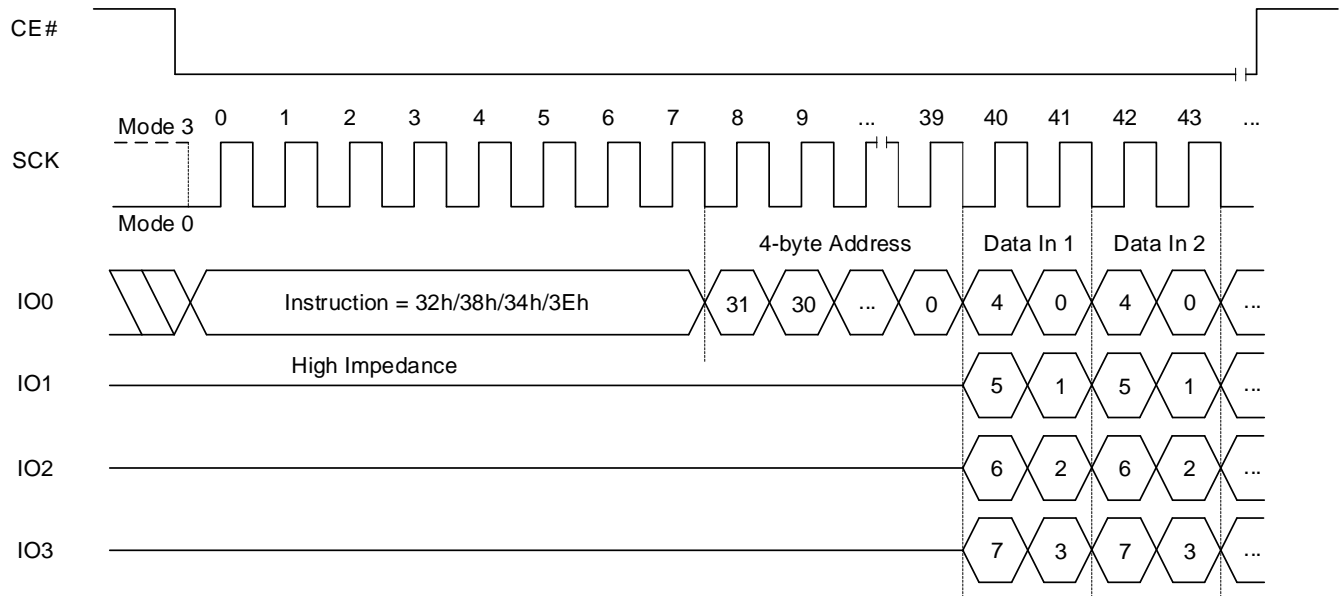 CE#
Mode 3 0 1 2 3 4 5 6 7 8 9 ... 39 40 41 42 43 ...
SCK
Mode 0
4-byte Address Data In 1 Data In 2
IO0 Instruction = 32h/38h/34h/3Eh 31 30 ... 0 4 0 4 0 ...
High Impedance
IO1 5 1 5 1 ...
IO2 6 2 6 2 ...
IO3 7 3 7 3 ...